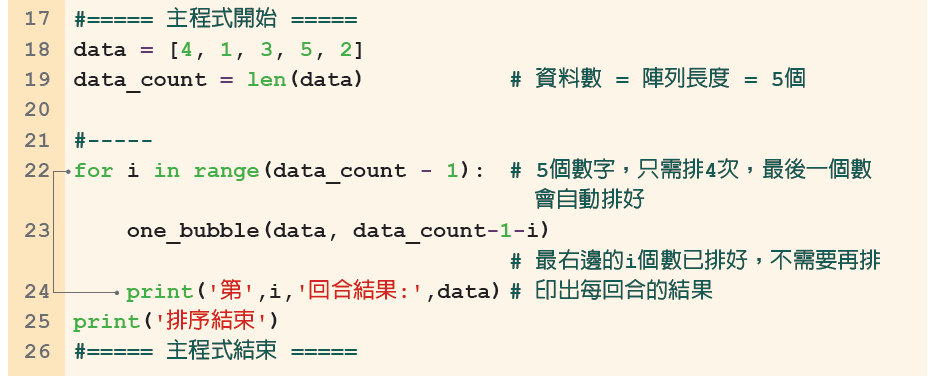 17 #===== 主程式開始 =====
18 data = [4, 1, 3, 5, 2]
19 data_count = len(data) # 資料數 = 陣列長度 = 5個
20
21 #-----
22 for i in range(data_count - 1): # 5個數字，只需排4次，最後一個數
會自動排好
23 one_bubble(data, data_count-1-i)
# 最右邊的i個數已排好，不需要再排
24 print('第',i,'回合結果:',data) # 印出每回合的結果
25 print('排序結束')
26 #===== 主程式結束 =====